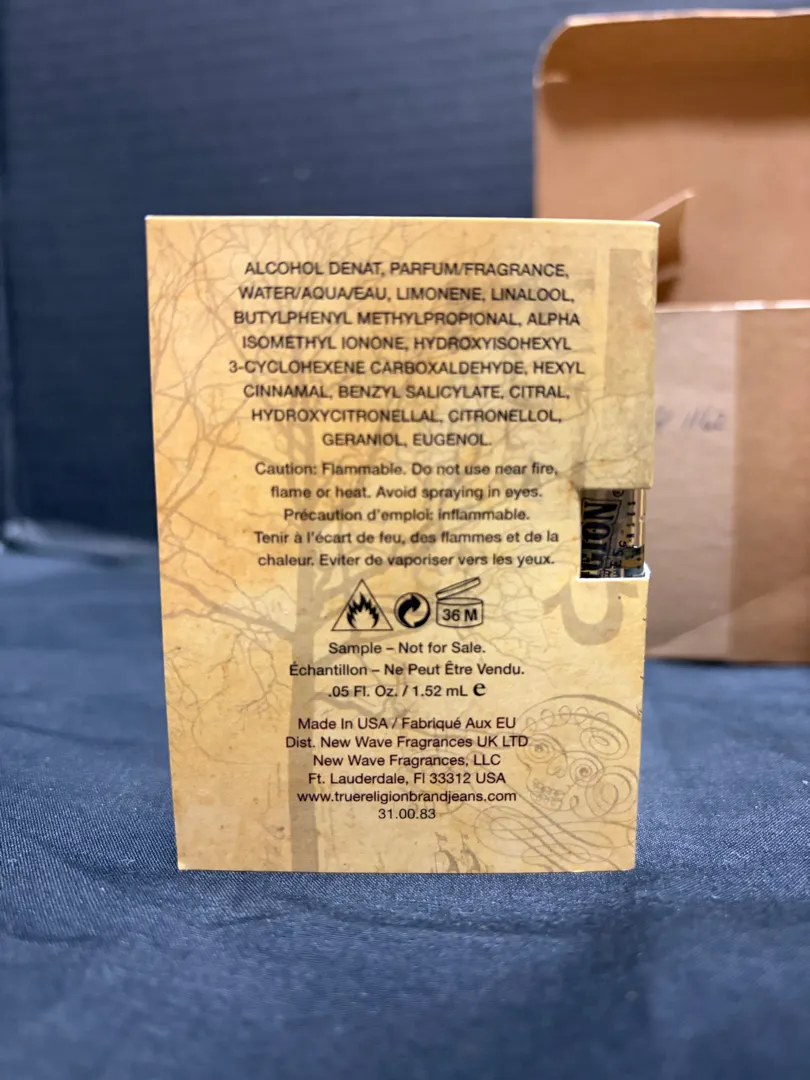 ALCOHOL DENAT, PARFUM/FRAGRANCE,
WATER/AQUA/EAU, LIMONENE, LINALOOL,
BUTYLPHENYL METHYLPROPIONAL, ALPHA
ISOMETHYL IONONE, HYDROXYISOHEXYL
3-CYCLOHEXENE CARBOXALDEHYDE, HEXYL
CINNAMAL, BENZYL SALICYLATE, CITRAL,
HYDROXYCITRONELLAL, CITRONELLOL,
GERANIOL, EUGENOL.
Caution: Flammable. Do not use near fire,
flame or heat. Avoid spraying in eyes.
Précaution d'emploi: inflammable.
Tenir à l'écart de feu, des flammes et de la
chaleur. Eviter de vaporiser vers les yeux.
36 M
Sample – Not for Sale.
Échantillon – Ne Peut Être Vendu.
.05 Fl. Oz. / 1.52 mL e
Made In USA / Fabriqué Aux EU
Dist. New Wave Fragrances UK LTD
New Wave Fragrances, LLC
Ft. Lauderdale, Fl 33312 USA
www.truereligionbrandjeans.com
31.00.83
GION